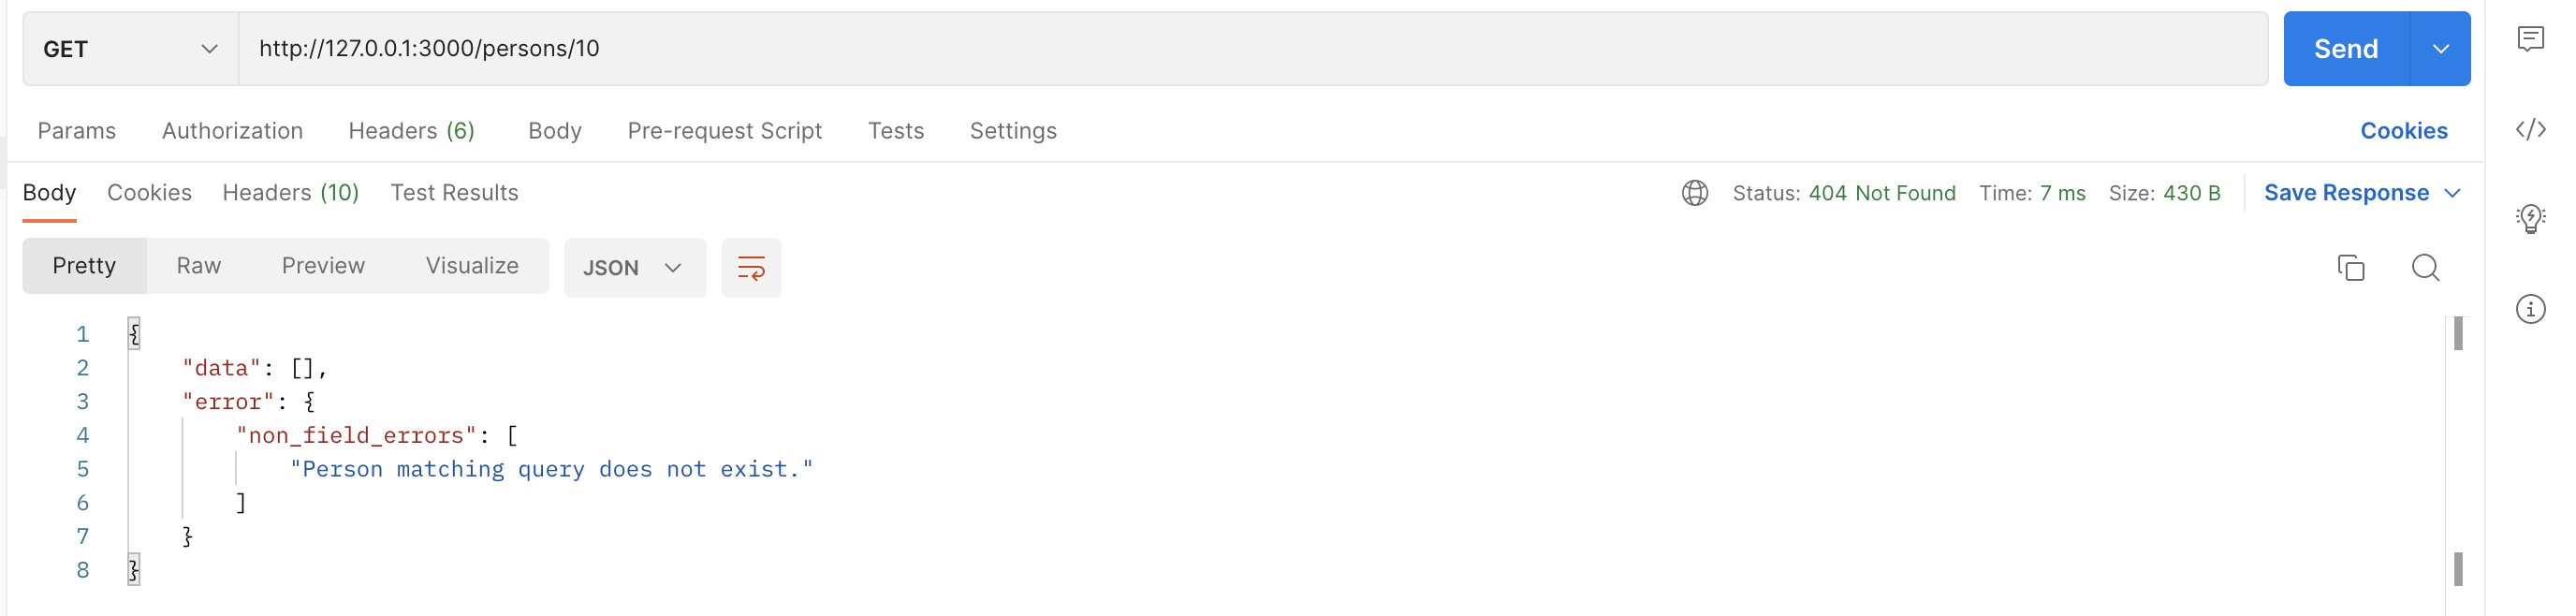 GET http://127.0.0.1:3000/persons/10 Send
Params Authorization Headers (6) Body Pre-request Script Tests Settings Cookies
Body Cookies Headers (10) Test Results Status: 404 Not Found Time: 7 ms Size: 430 B Save Response
Pretty Raw Preview Visualize JSON
1 {
2 "data": [],
3 "error": {
4 "non_field_errors": [
5 "Person matching query does not exist."
6 ]
7 }
8 }